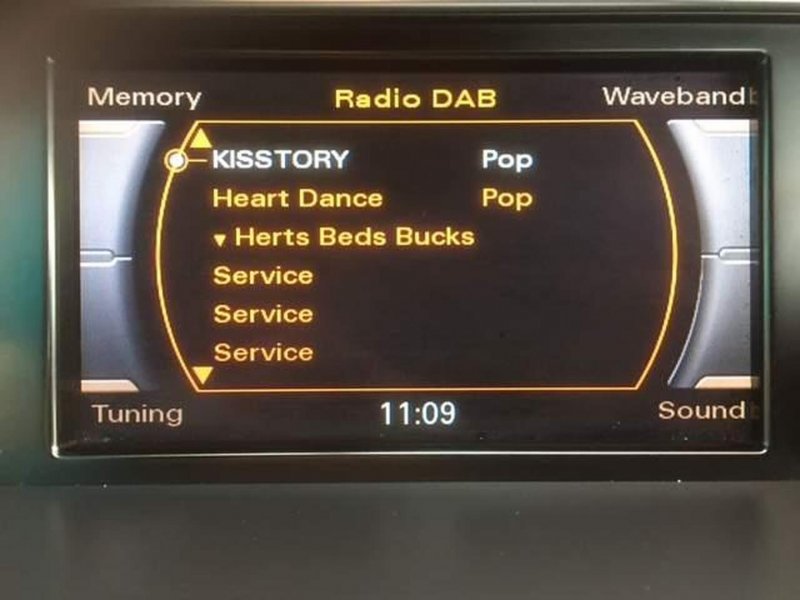 Memory Radio DAB Waveband
KISSTORY Pop
Heart Dance Pop
▼ Herts Beds Bucks
Service
Service
Service
Tuning 11:09 Sound